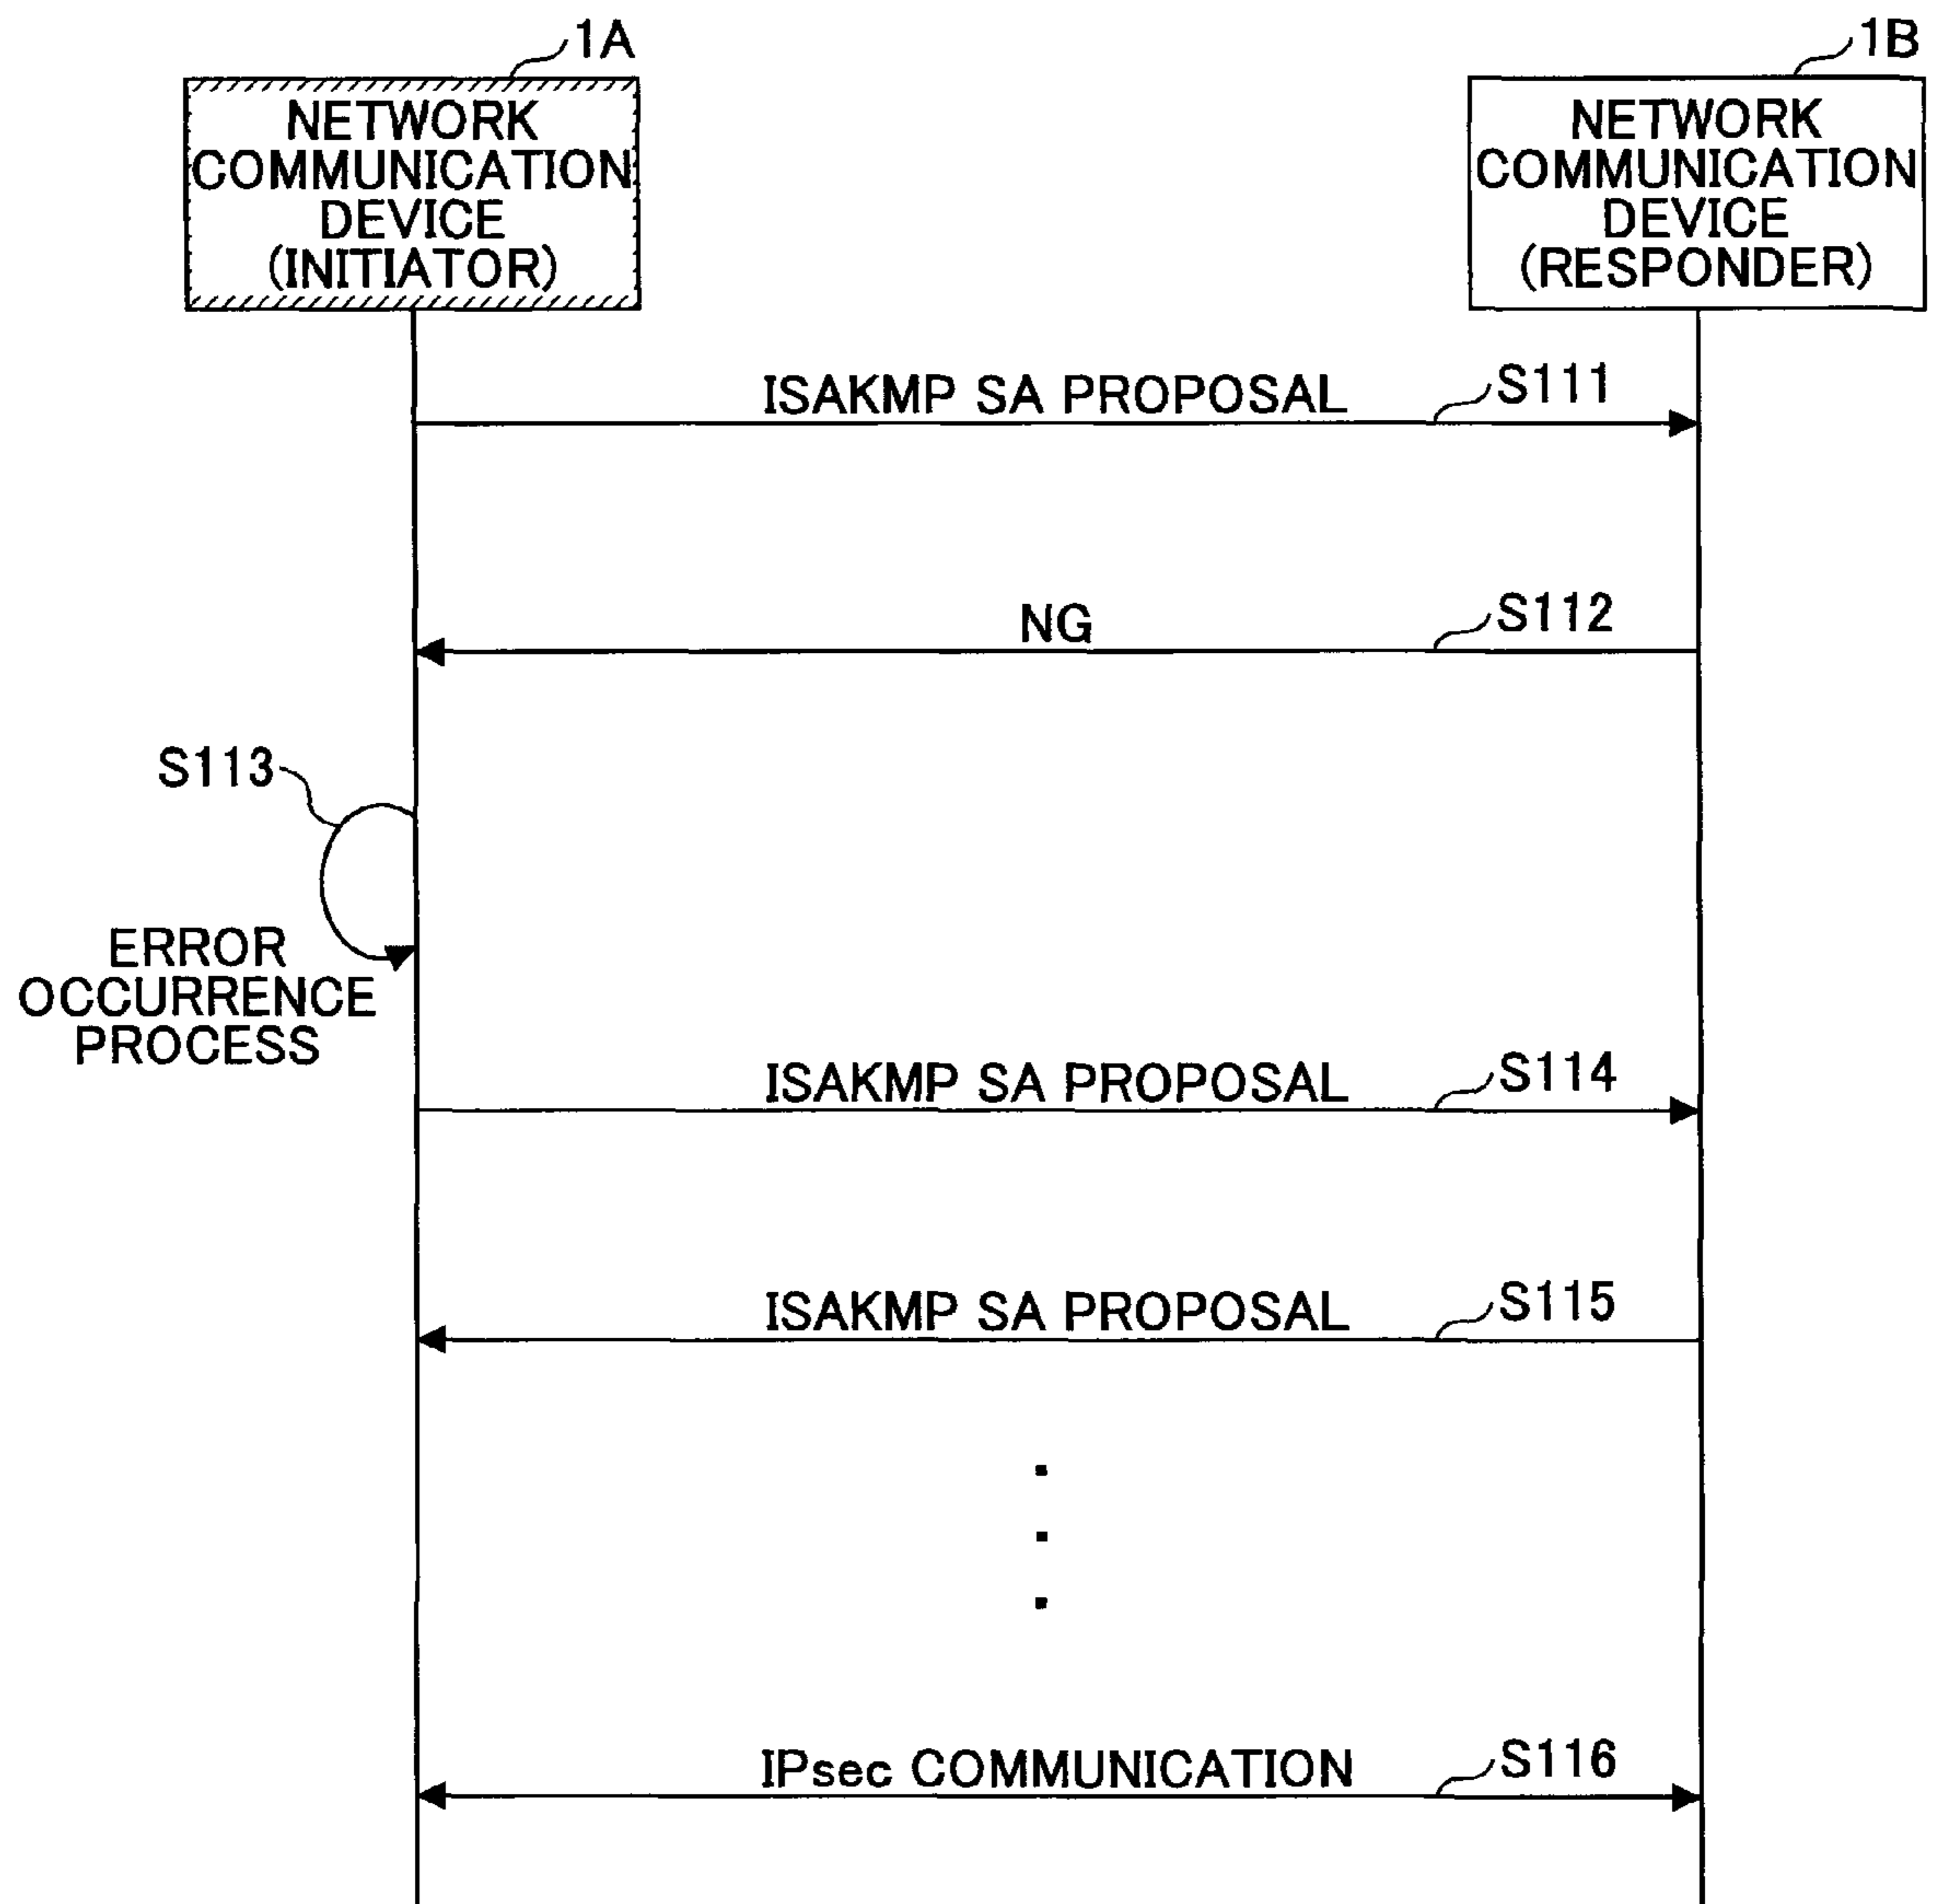 1A
NETWORK
COMMUNICATION
DEVICE
(INITIATOR)
1B
NETWORK
COMMUNICATION
DEVICE
(RESPONDER)
ISAKMP SA PROPOSAL
S111
NG
S112
S113
ERROR
OCCURRENCE
PROCESS
ISAKMP SA PROPOSAL
S114
ISAKMP SA PROPOSAL
S115
IPsec COMMUNICATION
S116